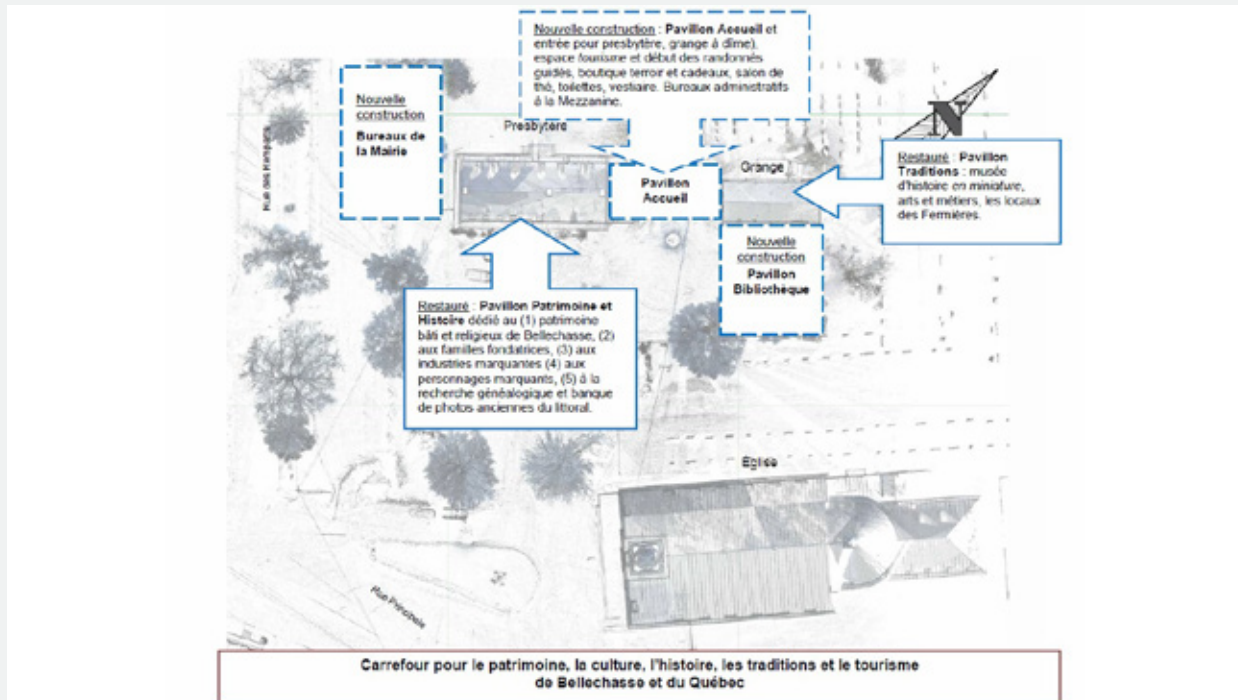 Nouvelle construction : Pavillon Accueil et
entrée pour presbytère, grange à dîme),
espace tourisme et début des randonnés
guidés, boutique terroir et cadeaux, salon de
thé, toilettes, vestiaire. Bureaux administratifs
à la Mezzanine.
Nouvelle
construction
Bureaux de
la Mairie
Rue des Remparts
Presbytère
N
Pavillon
Accueil
Grange
Restauré : Pavillon
Traditions : musée
d'histoire en miniature,
arts et métiers, les locaux
des Fermières.
Nouvelle
construction
Pavillon
Bibliothèque
Restauré : Pavillon Patrimoine et
Histoire dédié au (1) patrimoine
bâti et religieux de Bellechasse, (2)
aux familles fondatrices, (3) aux
industries marquantes (4) aux
personnages marquants, (5) à la
recherche généalogique et banque
de photos anciennes du littoral.
Église
Rue Principale
Carrefour pour le patrimoine, la culture, l'histoire, les traditions et le tourisme
de Bellechasse et du Québec